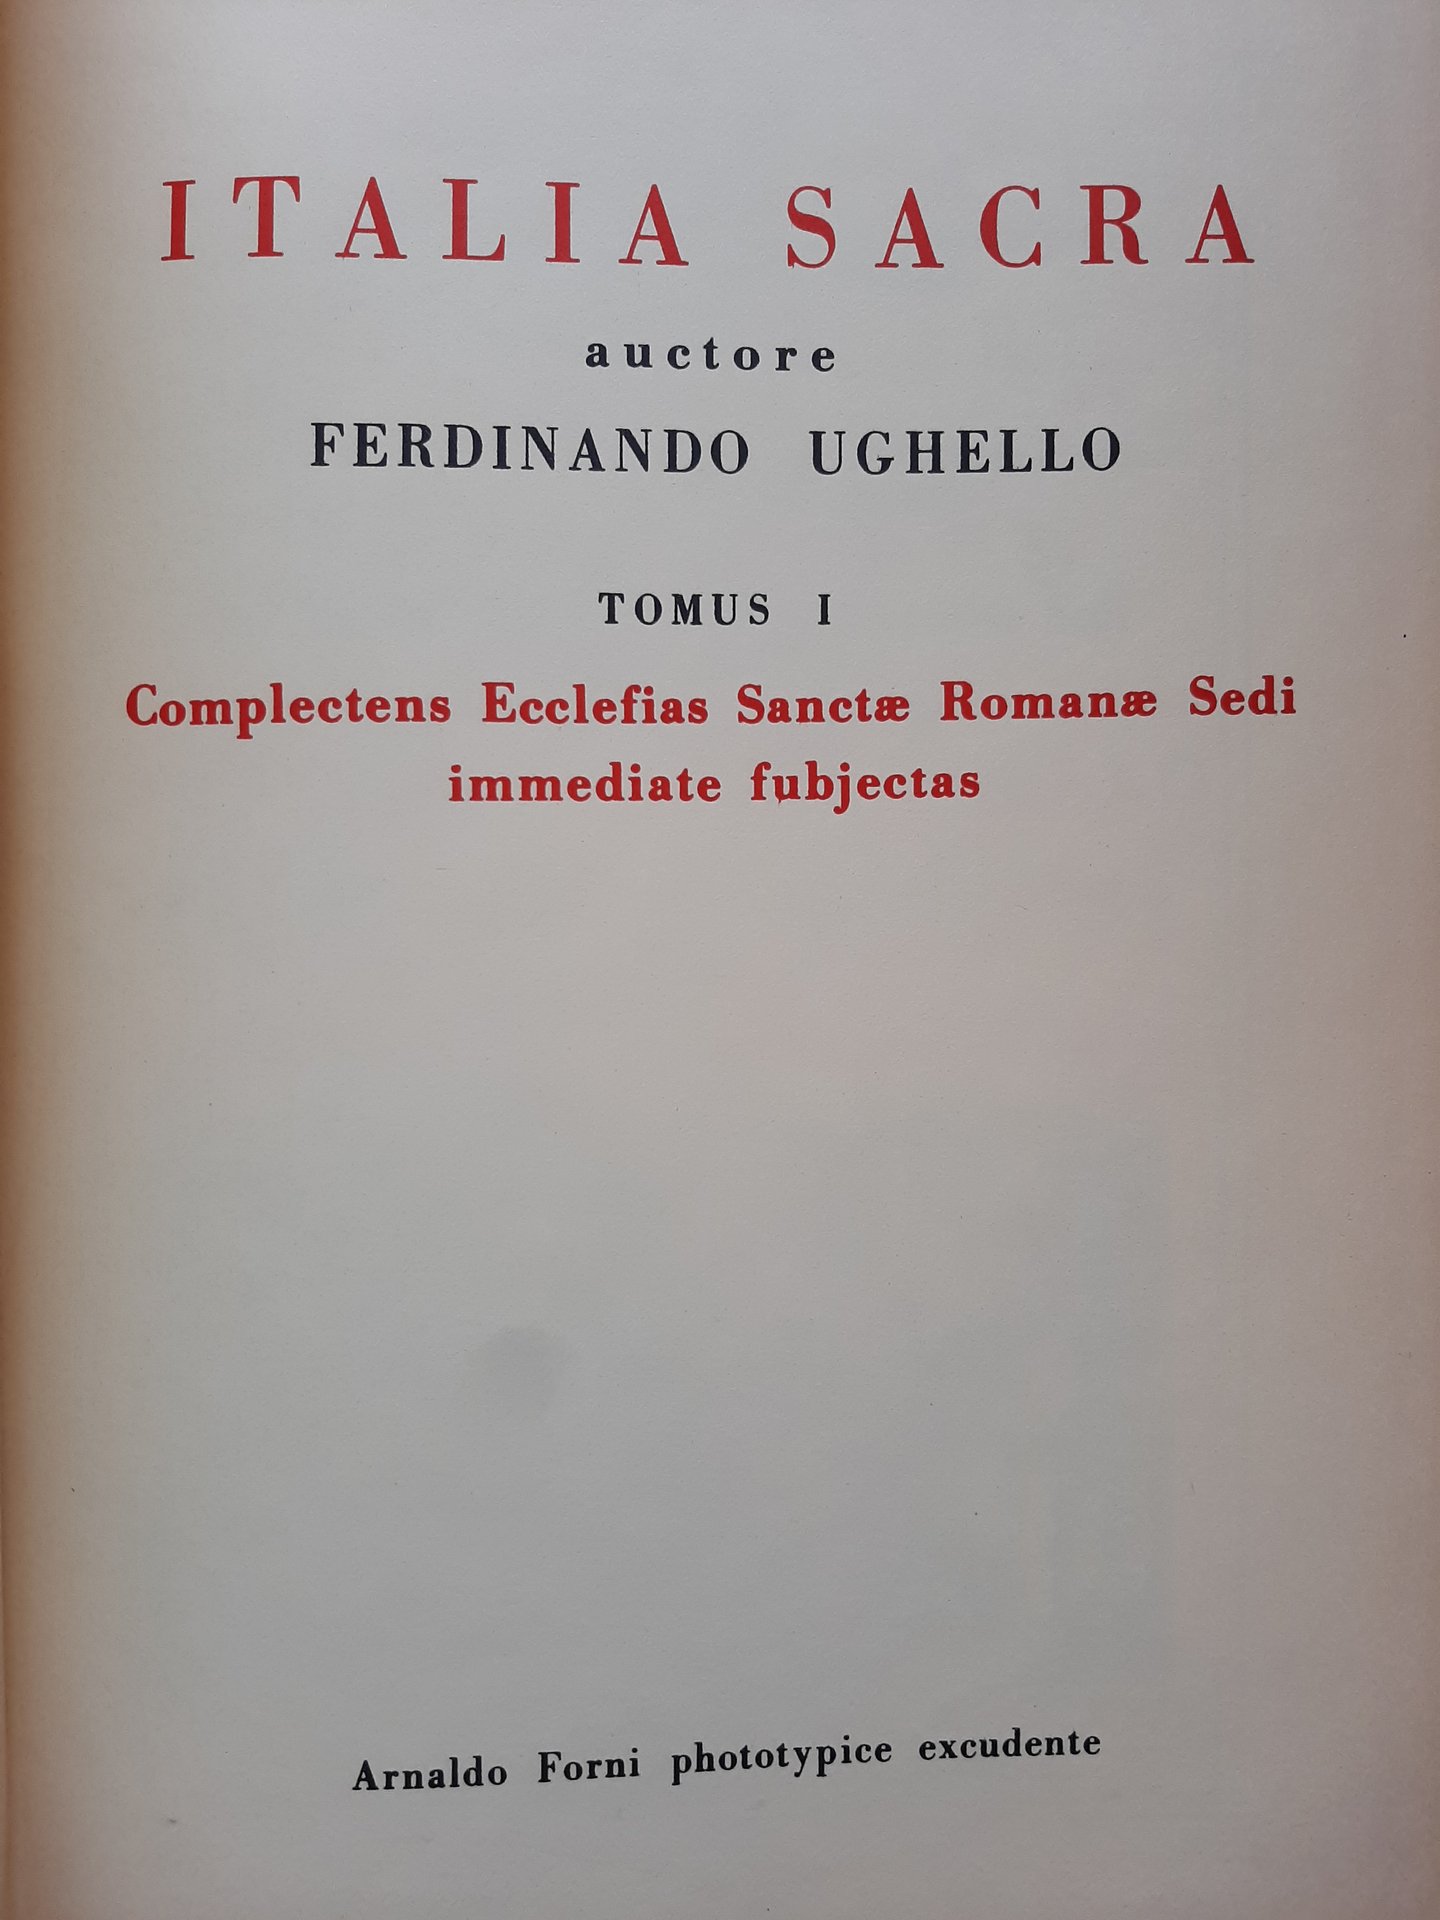 ITALIA SACRA
auctore
FERDINANDO UGHELLO
TOMUS I
Complectens Ecclefias Sanctæ Romanæ Sedi
immediate fubjectas
Arnaldo Forni phototypice excudente